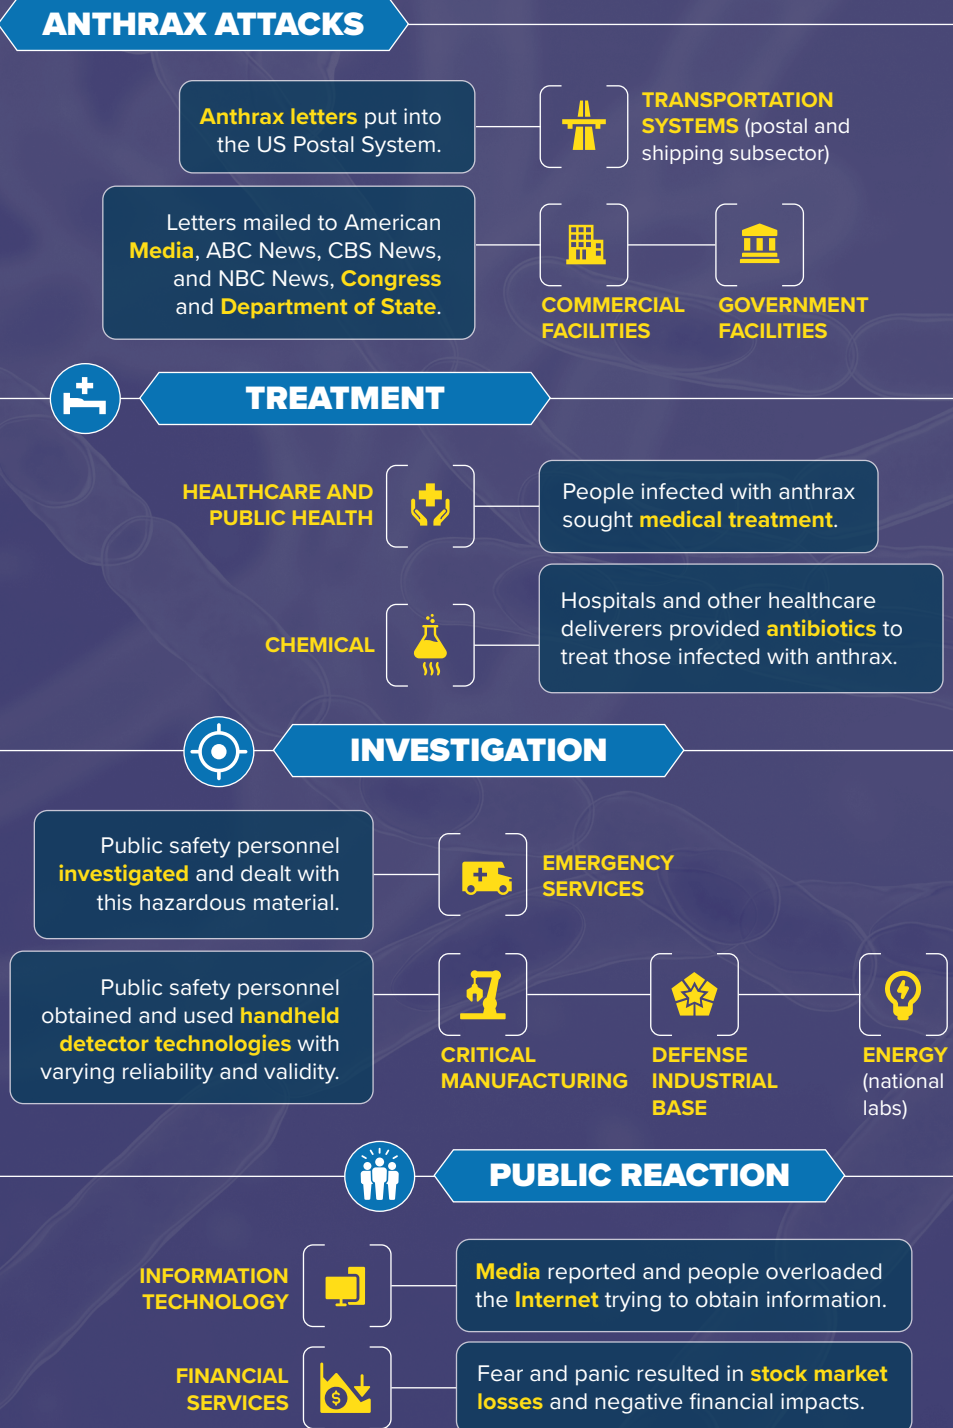 ANTHRAX ATTACKS
Anthrax letters put into
the US Postal System.
TRANSPORTATION
SYSTEMS (postal and
shipping subsector)
Letters mailed to American
Media, ABC News, CBS News,
and NBC News, Congress
and Department of State.
COMMERCIAL
FACILITIES
GOVERNMENT
FACILITIES
TREATMENT
HEALTHCARE AND
PUBLIC HEALTH
People infected with anthrax
sought medical treatment.
CHEMICAL
Hospitals and other healthcare
deliverers provided antibiotics to
treat those infected with anthrax.
INVESTIGATION
Public safety personnel
investigated and dealt with
this hazardous material.
EMERGENCY
SERVICES
Public safety personnel
obtained and used handheld
detector technologies with
varying reliability and validity.
CRITICAL
MANUFACTURING
DEFENSE
INDUSTRIAL
BASE
ENERGY
(national
labs)
PUBLIC REACTION
INFORMATION
TECHNOLOGY
Media reported and people overloaded
the Internet trying to obtain information.
FINANCIAL
SERVICES
$
Fear and panic resulted in stock market
losses and negative financial impacts.